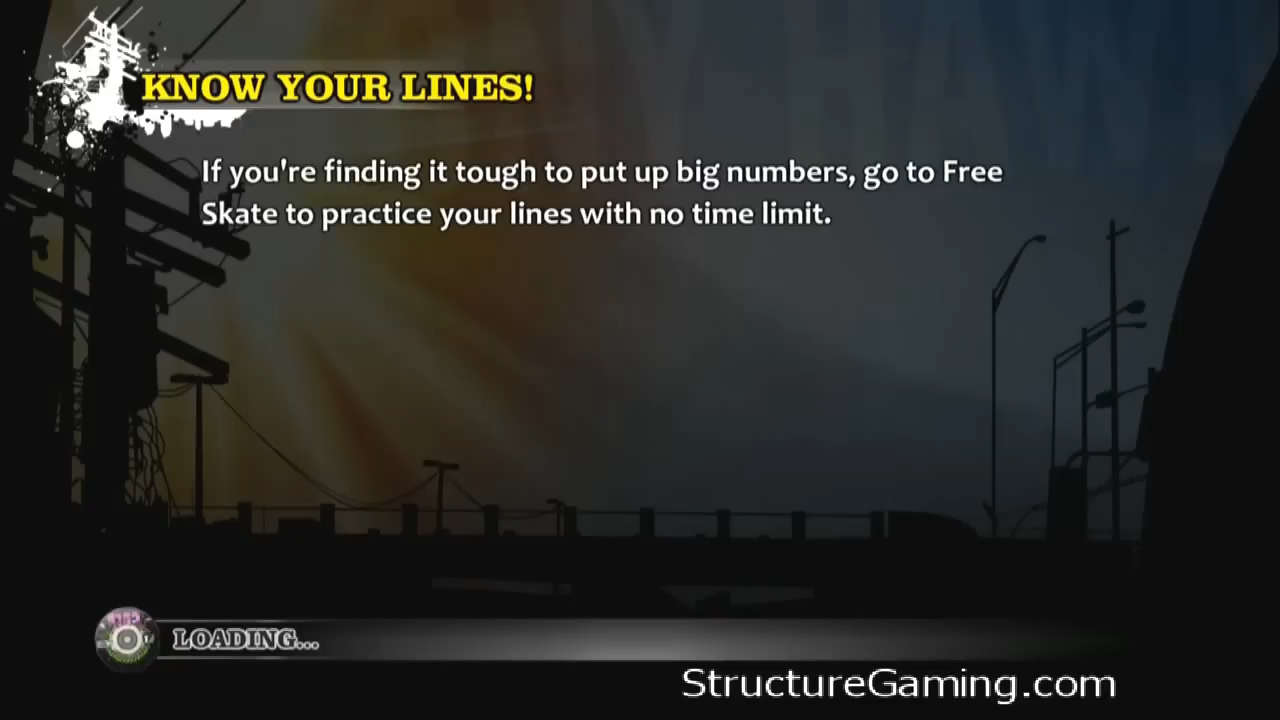 KNOW YOUR LINES!
If you're finding it tough to put up big numbers, go to Free
Skate to practice your lines with no time limit.
LOADING...
StructureGaming.com